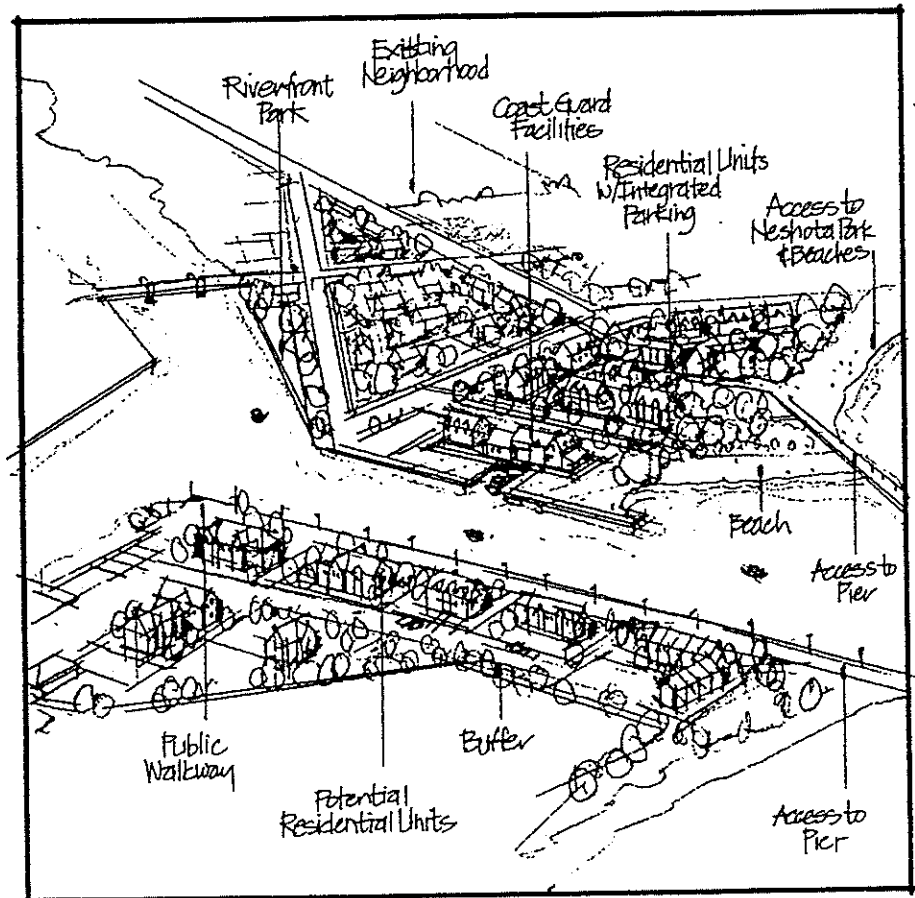 Existing
Neighborhood
Riverfront
Park
Coast Guard
Facilities
Residential Units
w/Integrated
Parking
Access to
Neshota Park
& Beaches
Beach
Access to
Pier
Public
Walkway
Buffer
Potential
Residential Units
Access to
Pier